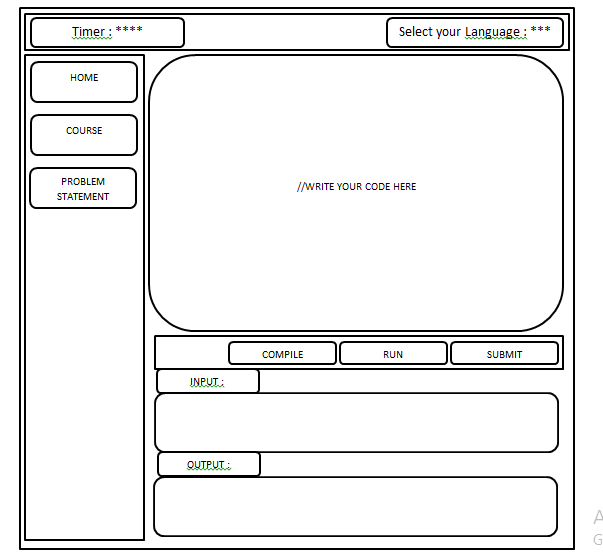 Timer : ****
Select your Language : ***
HOME
COURSE
PROBLEM
STATEMENT
//WRITE YOUR CODE HERE
COMPILE
RUN
SUBMIT
INPUT :
OUTPUT :
A
G